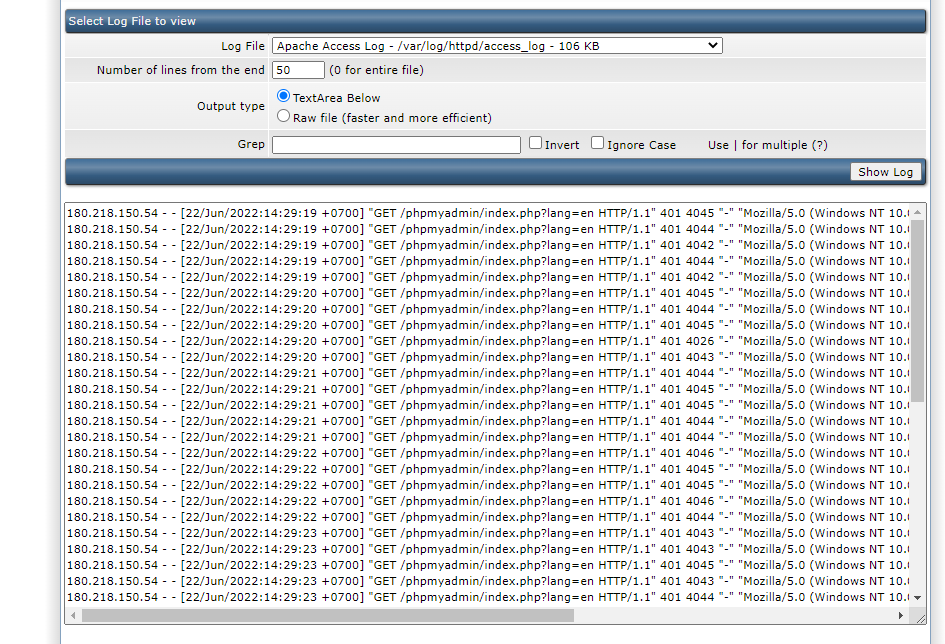 Select Log File to view
Log File Apache Access Log - /var/log/httpd/access_log - 106 KB
Number of lines from the end 50 (0 for entire file)
Output type TextArea Below
Raw file (faster and more efficient)
Grep Invert Ignore Case Use | for multiple (?)
Show Log
180.218.150.54 - - [22/Jun/2022:14:29:19 +0700] "GET /phpmyadmin/index.php?lang=en HTTP/1.1" 401 4045 "-" "Mozilla/5.0 (Windows NT 10.
180.218.150.54 - - [22/Jun/2022:14:29:19 +0700] "GET /phpmyadmin/index.php?lang=en HTTP/1.1" 401 4044 "-" "Mozilla/5.0 (Windows NT 10.
180.218.150.54 - - [22/Jun/2022:14:29:19 +0700] "GET /phpmyadmin/index.php?lang=en HTTP/1.1" 401 4042 "-" "Mozilla/5.0 (Windows NT 10.
180.218.150.54 - - [22/Jun/2022:14:29:19 +0700] "GET /phpmyadmin/index.php?lang=en HTTP/1.1" 401 4044 "-" "Mozilla/5.0 (Windows NT 10.
180.218.150.54 - - [22/Jun/2022:14:29:19 +0700] "GET /phpmyadmin/index.php?lang=en HTTP/1.1" 401 4042 "-" "Mozilla/5.0 (Windows NT 10.
180.218.150.54 - - [22/Jun/2022:14:29:20 +0700] "GET /phpmyadmin/index.php?lang=en HTTP/1.1" 401 4045 "-" "Mozilla/5.0 (Windows NT 10.
180.218.150.54 - - [22/Jun/2022:14:29:20 +0700] "GET /phpmyadmin/index.php?lang=en HTTP/1.1" 401 4044 "-" "Mozilla/5.0 (Windows NT 10.
180.218.150.54 - - [22/Jun/2022:14:29:20 +0700] "GET /phpmyadmin/index.php?lang=en HTTP/1.1" 401 4045 "-" "Mozilla/5.0 (Windows NT 10.
180.218.150.54 - - [22/Jun/2022:14:29:20 +0700] "GET /phpmyadmin/index.php?lang=en HTTP/1.1" 401 4026 "-" "Mozilla/5.0 (Windows NT 10.
180.218.150.54 - - [22/Jun/2022:14:29:20 +0700] "GET /phpmyadmin/index.php?lang=en HTTP/1.1" 401 4043 "-" "Mozilla/5.0 (Windows NT 10.
180.218.150.54 - - [22/Jun/2022:14:29:21 +0700] "GET /phpmyadmin/index.php?lang=en HTTP/1.1" 401 4044 "-" "Mozilla/5.0 (Windows NT 10.
180.218.150.54 - - [22/Jun/2022:14:29:21 +0700] "GET /phpmyadmin/index.php?lang=en HTTP/1.1" 401 4045 "-" "Mozilla/5.0 (Windows NT 10.
180.218.150.54 - - [22/Jun/2022:14:29:21 +0700] "GET /phpmyadmin/index.php?lang=en HTTP/1.1" 401 4045 "-" "Mozilla/5.0 (Windows NT 10.
180.218.150.54 - - [22/Jun/2022:14:29:21 +0700] "GET /phpmyadmin/index.php?lang=en HTTP/1.1" 401 4044 "-" "Mozilla/5.0 (Windows NT 10.
180.218.150.54 - - [22/Jun/2022:14:29:21 +0700] "GET /phpmyadmin/index.php?lang=en HTTP/1.1" 401 4044 "-" "Mozilla/5.0 (Windows NT 10.
180.218.150.54 - - [22/Jun/2022:14:29:22 +0700] "GET /phpmyadmin/index.php?lang=en HTTP/1.1" 401 4046 "-" "Mozilla/5.0 (Windows NT 10.
180.218.150.54 - - [22/Jun/2022:14:29:22 +0700] "GET /phpmyadmin/index.php?lang=en HTTP/1.1" 401 4045 "-" "Mozilla/5.0 (Windows NT 10.
180.218.150.54 - - [22/Jun/2022:14:29:22 +0700] "GET /phpmyadmin/index.php?lang=en HTTP/1.1" 401 4045 "-" "Mozilla/5.0 (Windows NT 10.
180.218.150.54 - - [22/Jun/2022:14:29:22 +0700] "GET /phpmyadmin/index.php?lang=en HTTP/1.1" 401 4046 "-" "Mozilla/5.0 (Windows NT 10.
180.218.150.54 - - [22/Jun/2022:14:29:22 +0700] "GET /phpmyadmin/index.php?lang=en HTTP/1.1" 401 4044 "-" "Mozilla/5.0 (Windows NT 10.
180.218.150.54 - - [22/Jun/2022:14:29:23 +0700] "GET /phpmyadmin/index.php?lang=en HTTP/1.1" 401 4043 "-" "Mozilla/5.0 (Windows NT 10.
180.218.150.54 - - [22/Jun/2022:14:29:23 +0700] "GET /phpmyadmin/index.php?lang=en HTTP/1.1" 401 4043 "-" "Mozilla/5.0 (Windows NT 10.
180.218.150.54 - - [22/Jun/2022:14:29:23 +0700] "GET /phpmyadmin/index.php?lang=en HTTP/1.1" 401 4045 "-" "Mozilla/5.0 (Windows NT 10.
180.218.150.54 - - [22/Jun/2022:14:29:23 +0700] "GET /phpmyadmin/index.php?lang=en HTTP/1.1" 401 4043 "-" "Mozilla/5.0 (Windows NT 10.
180.218.150.54 - - [22/Jun/2022:14:29:23 +0700] "GET /phpmyadmin/index.php?lang=en HTTP/1.1" 401 4044 "-" "Mozilla/5.0 (Windows NT 10.